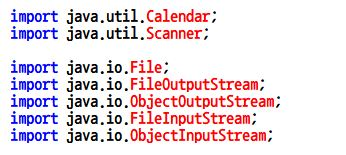 import java.util.Calendar;
import java.util.Scanner;
import java.io.File;
import java.io.FileOutputStream;
import java.io.ObjectOutputStream;
import java.io.FileInputStream;
import java.io.ObjectInputStream;